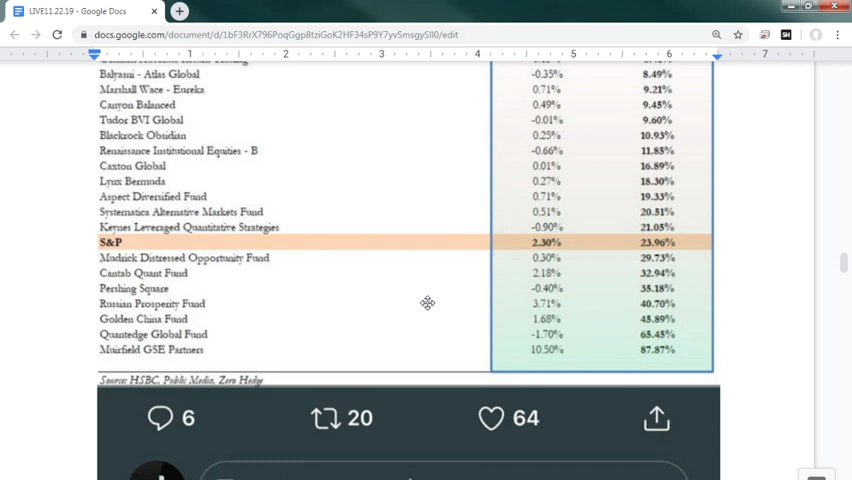 LIVE11.22.19 - Google Docs
docs.google.com/document/d/1bF3RrX796PoqGgp8tziGoK2HF34sP9Y7yvSmsgySlI0/edit
1 2 3 4 5 6 7
Balyasni - Atlas Global -0.35% 8.49%
Marshall Wace - Eureka 0.71% 9.21%
Canyon Balanced 0.49% 9.45%
Tudor BVI Global -0.01% 9.60%
Blackrock Obsidian 0.25% 10.93%
Renaissance Institutional Equities - B -0.66% 11.85%
Caxton Global 0.01% 16.89%
Lynx Bermuda 0.27% 18.30%
Aspect Diversified Fund 0.71% 19.33%
Systematica Alternative Markets Fund 0.51% 20.51%
Keynes Leveraged Quantitative Strategies -0.90% 21.05%
S&P 2.30% 23.96%
Mudrick Distressed Opportunity Fund 0.30% 29.73%
Cantab Quant Fund 2.18% 32.94%
Pershing Square -0.40% 35.18%
Russian Prosperity Fund 3.71% 40.70%
Golden China Fund 1.68% 45.89%
Quantedge Global Fund -1.70% 65.45%
Muirfield GSE Partners 10.50% 87.87%
Source: HSBC, Public Media, Zero Hedge
6 20 64